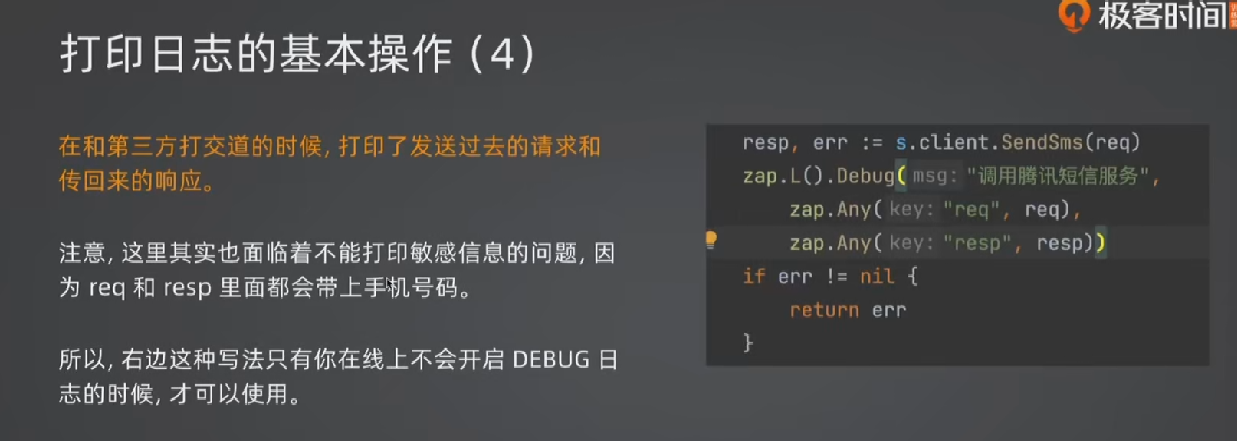 极客时间
打印日志的基本操作（4）
在和第三方打交道的时候，打印了发送过去的请求和
传回来的响应。
注意，这里其实也面临着不能打印敏感信息的问题，因
为 req 和 resp 里面都会带上手机号码。
所以，右边这种写法只有你在线上不会开启 DEBUG 日
志的时候，才可以使用。
resp, err := s.client.SendSms(req)
zap.L().Debug( msg: "调用腾讯短信服务",
zap.Any( key: "req", req),
zap.Any( key: "resp", resp))
if err != nil {
return err
}